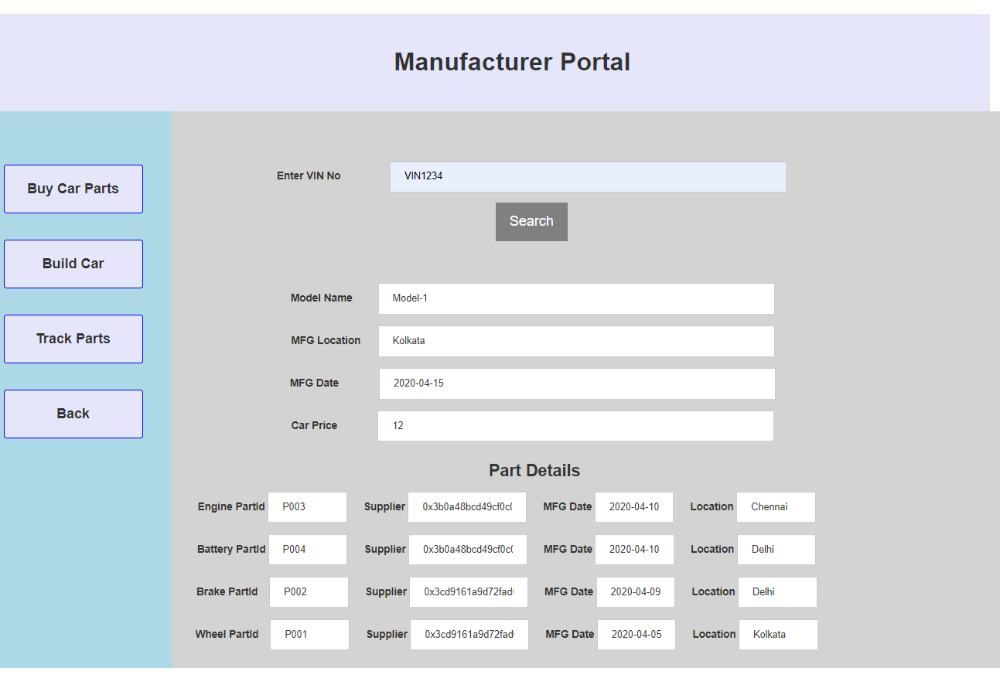 Manufacturer Portal
Buy Car Parts
Build Car
Track Parts
Back
Enter VIN No VIN1234
Search
Model Name Model-1
MFG Location Kolkata
MFG Date 2020-04-15
Car Price 12
Part Details
Engine PartId P003 Supplier 0x3b0a48bcd49cf0c( MFG Date 2020-04-10 Location Chennai
Battery PartId P004 Supplier 0x3b0a48bcd49cf0c( MFG Date 2020-04-10 Location Delhi
Brake PartId P002 Supplier 0x3cd9161a9d72fad MFG Date 2020-04-09 Location Delhi
Wheel PartId P001 Supplier 0x3cd9161a9d72fad MFG Date 2020-04-05 Location Kolkata